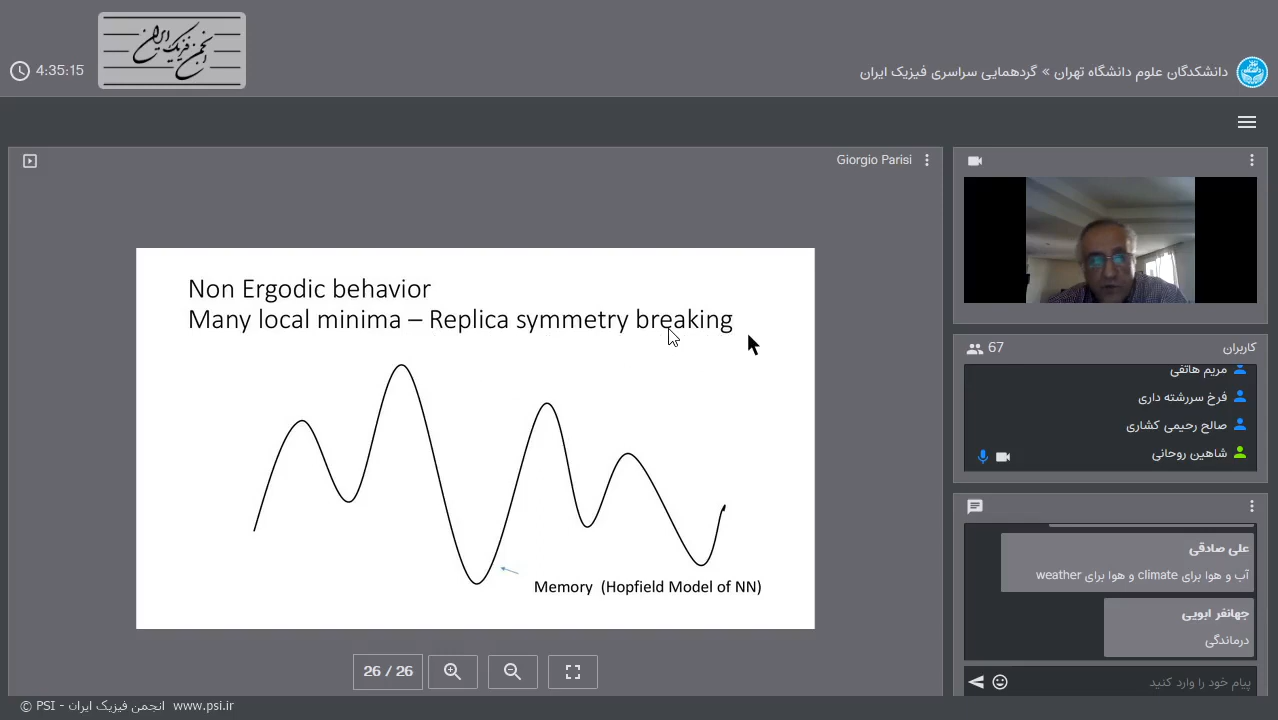 4:35:15
انجمن فیزیک ایران
دانشکدگان علوم دانشگاه تهران » گردهمایی سراسری فیزیک ایران
Giorgio Parisi
Non Ergodic behavior
Many local minima – Replica symmetry breaking
Memory (Hopfield Model of NN)
26 / 26
67
کاربران
مریم هاتفی
فرخ سررشته داری
صالح رحیمی کشاری
شاهین روحانی
علی صادقی
آب و هوا برای climate و هوا برای weather
جهانفر ابویی
درماندگی
پیام خود را وارد کنید
© PSI - انجمن فیزیک ایران www.psi.ir